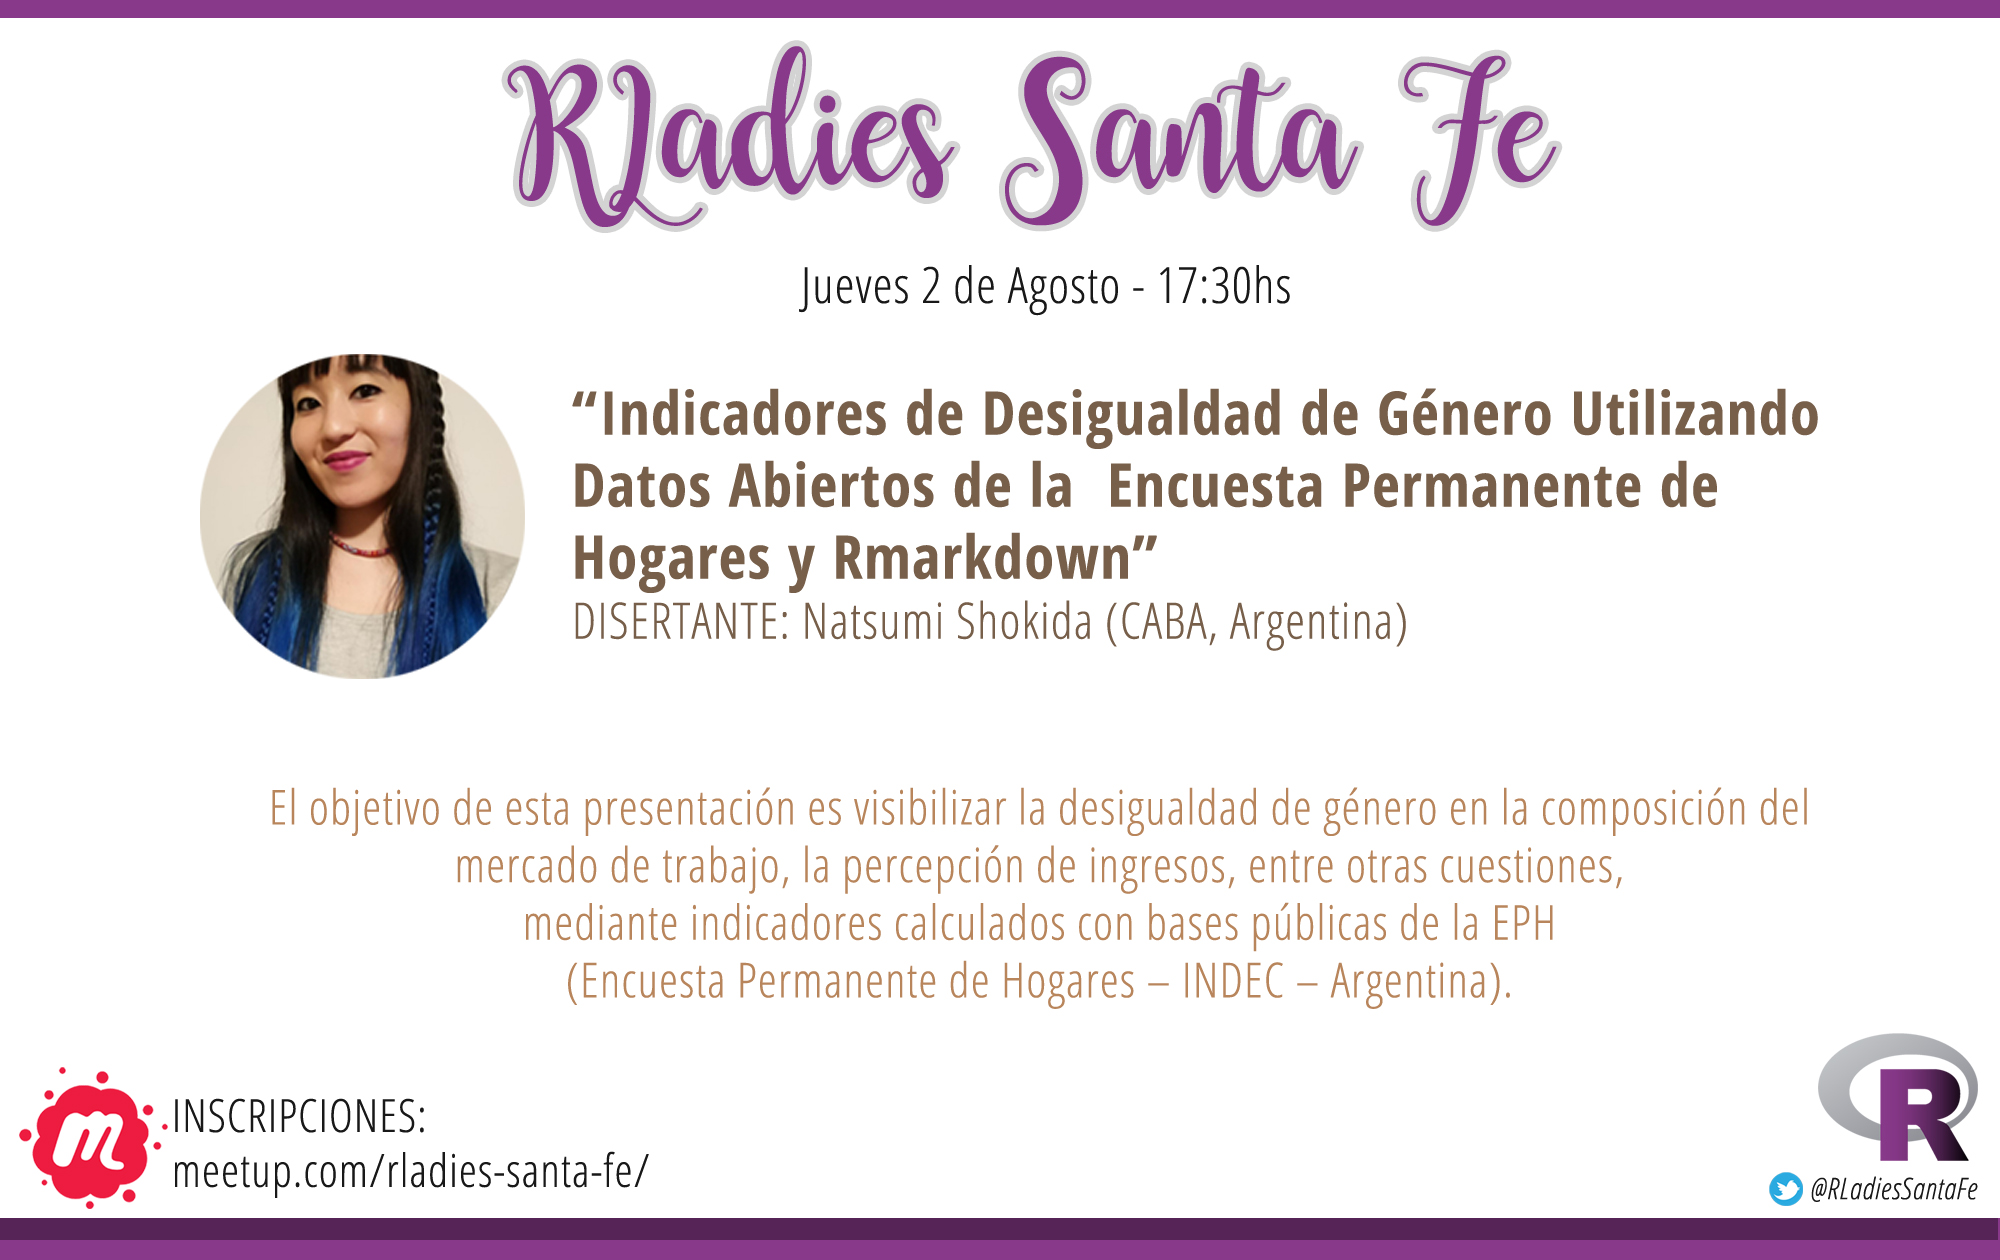 RLadies Santa Fe
Jueves 2 de Agosto - 17:30hs
“Indicadores de Desigualdad de Género Utilizando
Datos Abiertos de la Encuesta Permanente de
Hogares y Rmarkdown”
DISERTANTE: Natsumi Shokida (CABA, Argentina)
El objetivo de esta presentación es visibilizar la desigualdad de género en la composición del
mercado de trabajo, la percepción de ingresos, entre otras cuestiones,
mediante indicadores calculados con bases públicas de la EPH
(Encuesta Permanente de Hogares – INDEC – Argentina).
m
INSCRIPCIONES:
meetup.com/rladies-santa-fe/
R
@RLadiesSantaFe